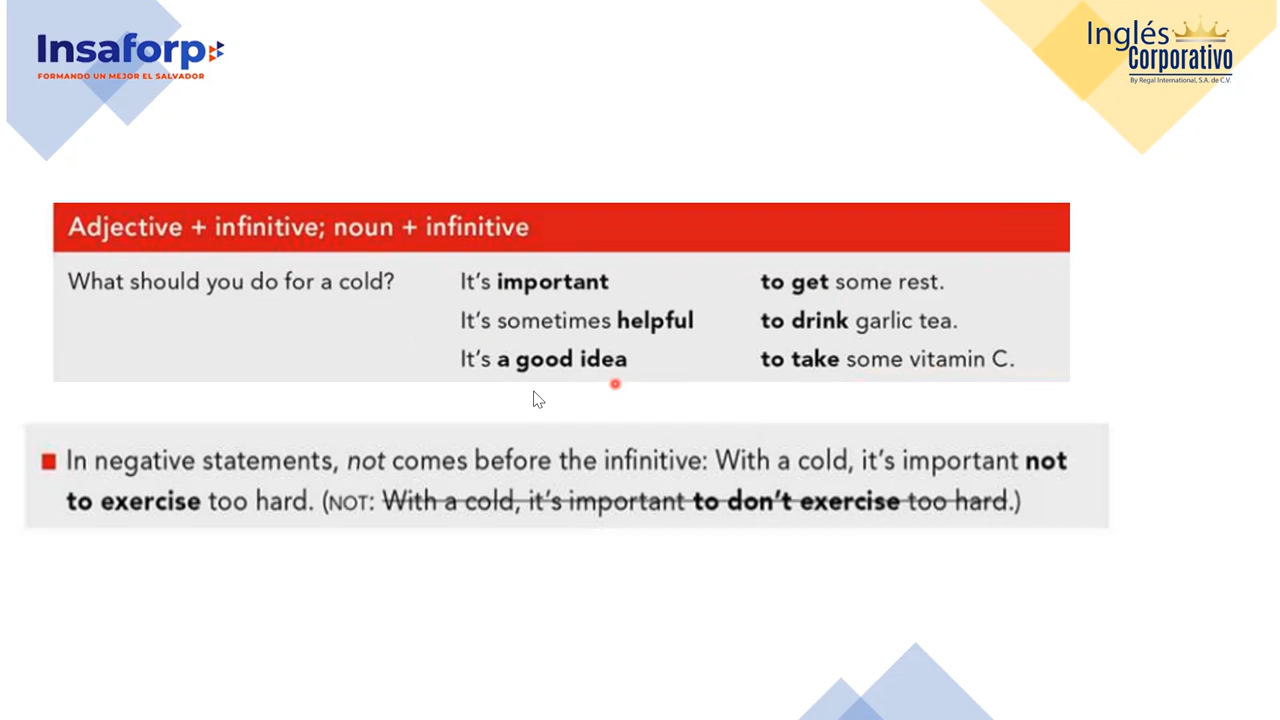 Insaforp
FORMANDO UN MEJOR EL SALVADOR
Inglés
Corporativo
By Regal International, S.A. de C.V.
Adjective + infinitive; noun + infinitive
What should you do for a cold? It's important to get some rest.
It's sometimes helpful to drink garlic tea.
It's a good idea to take some vitamin C.
In negative statements, not comes before the infinitive: With a cold, it's important not
to exercise too hard. (NOT: With a cold, it's important to don't exercise too hard.)